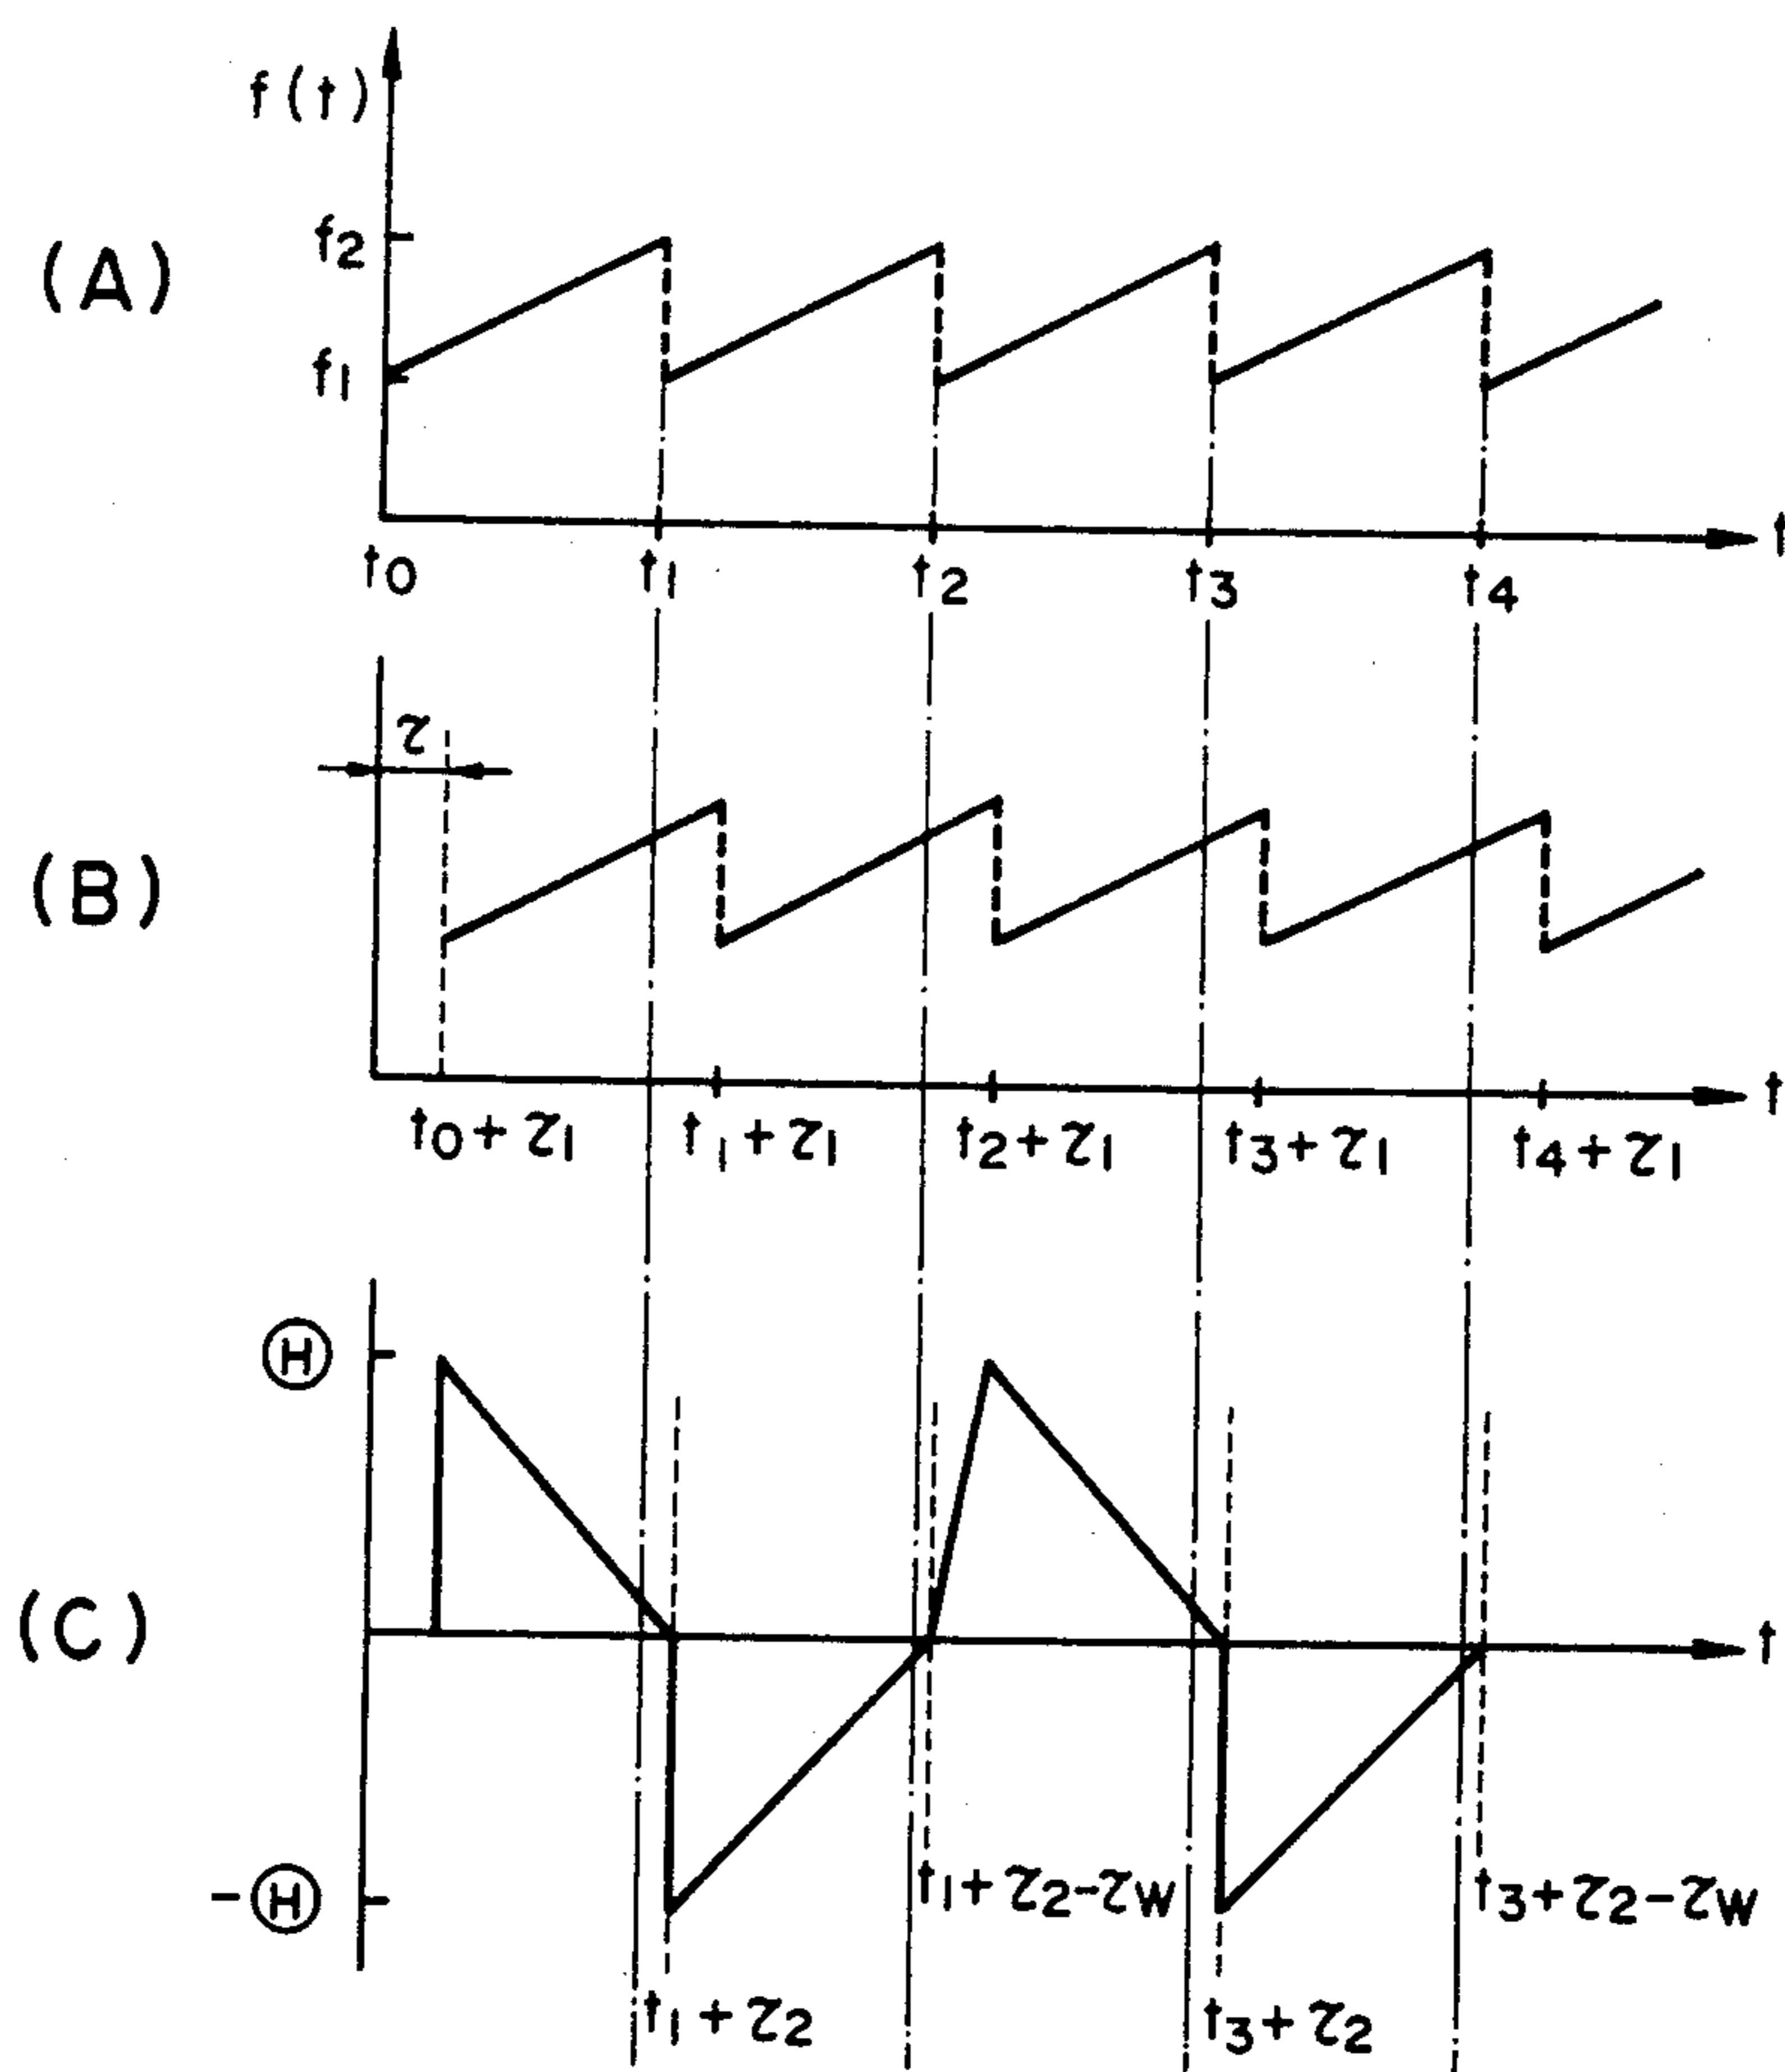 f(t)
(A)
f2
f1
t0 t1 t2 t3 t4
t
τ
(B)
t
t0+τ1 t1+τ1 t2+τ1 t3+τ1 t4+τ1
Ⓗ
(C)
t
-Ⓗ
t1+τ2-τW t3+τ2-τW
t1+τ2 t3+τ2